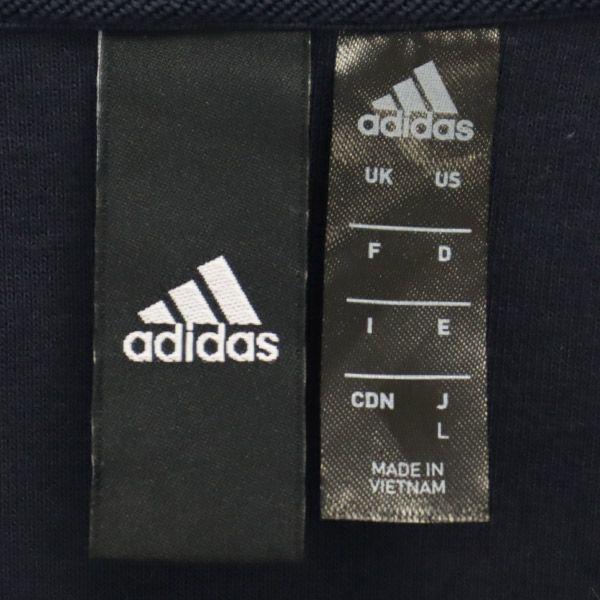 adidas
adidas
UK US
F D
I E
CDN J
L
MADE IN
VIETNAM